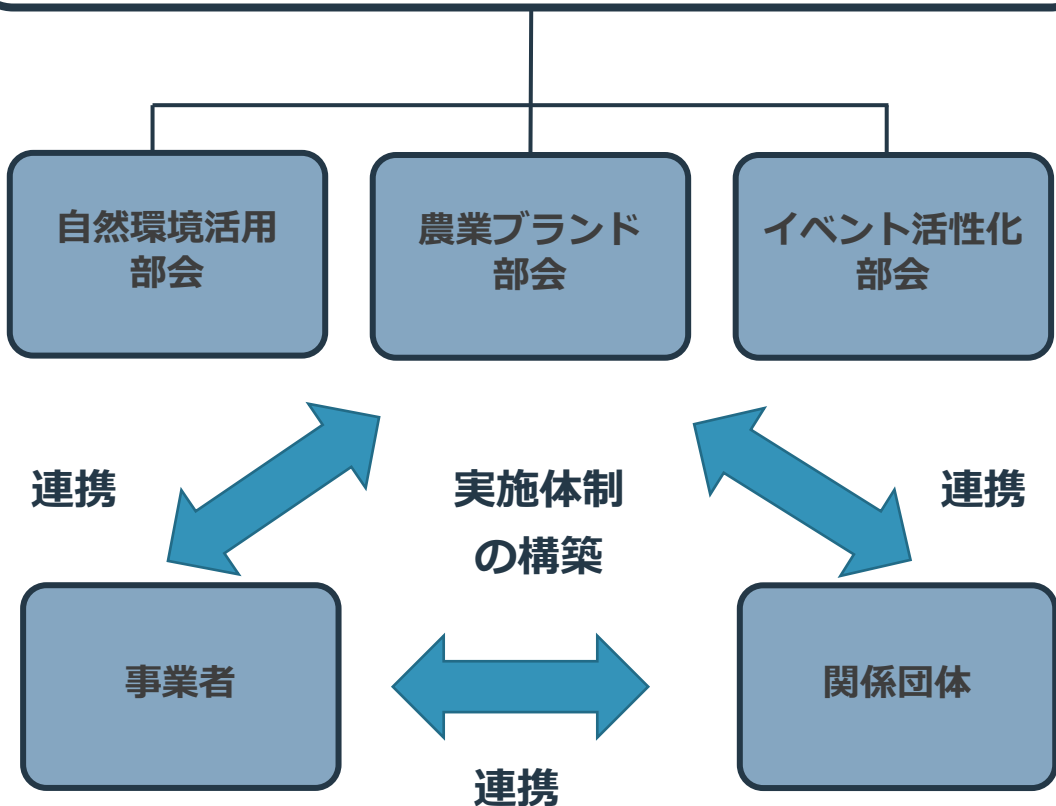 自然環境活用
部会
農業ブランド
部会
イベント活性化
部会
連携
実施体制
の構築
連携
事業者
関係団体
連携